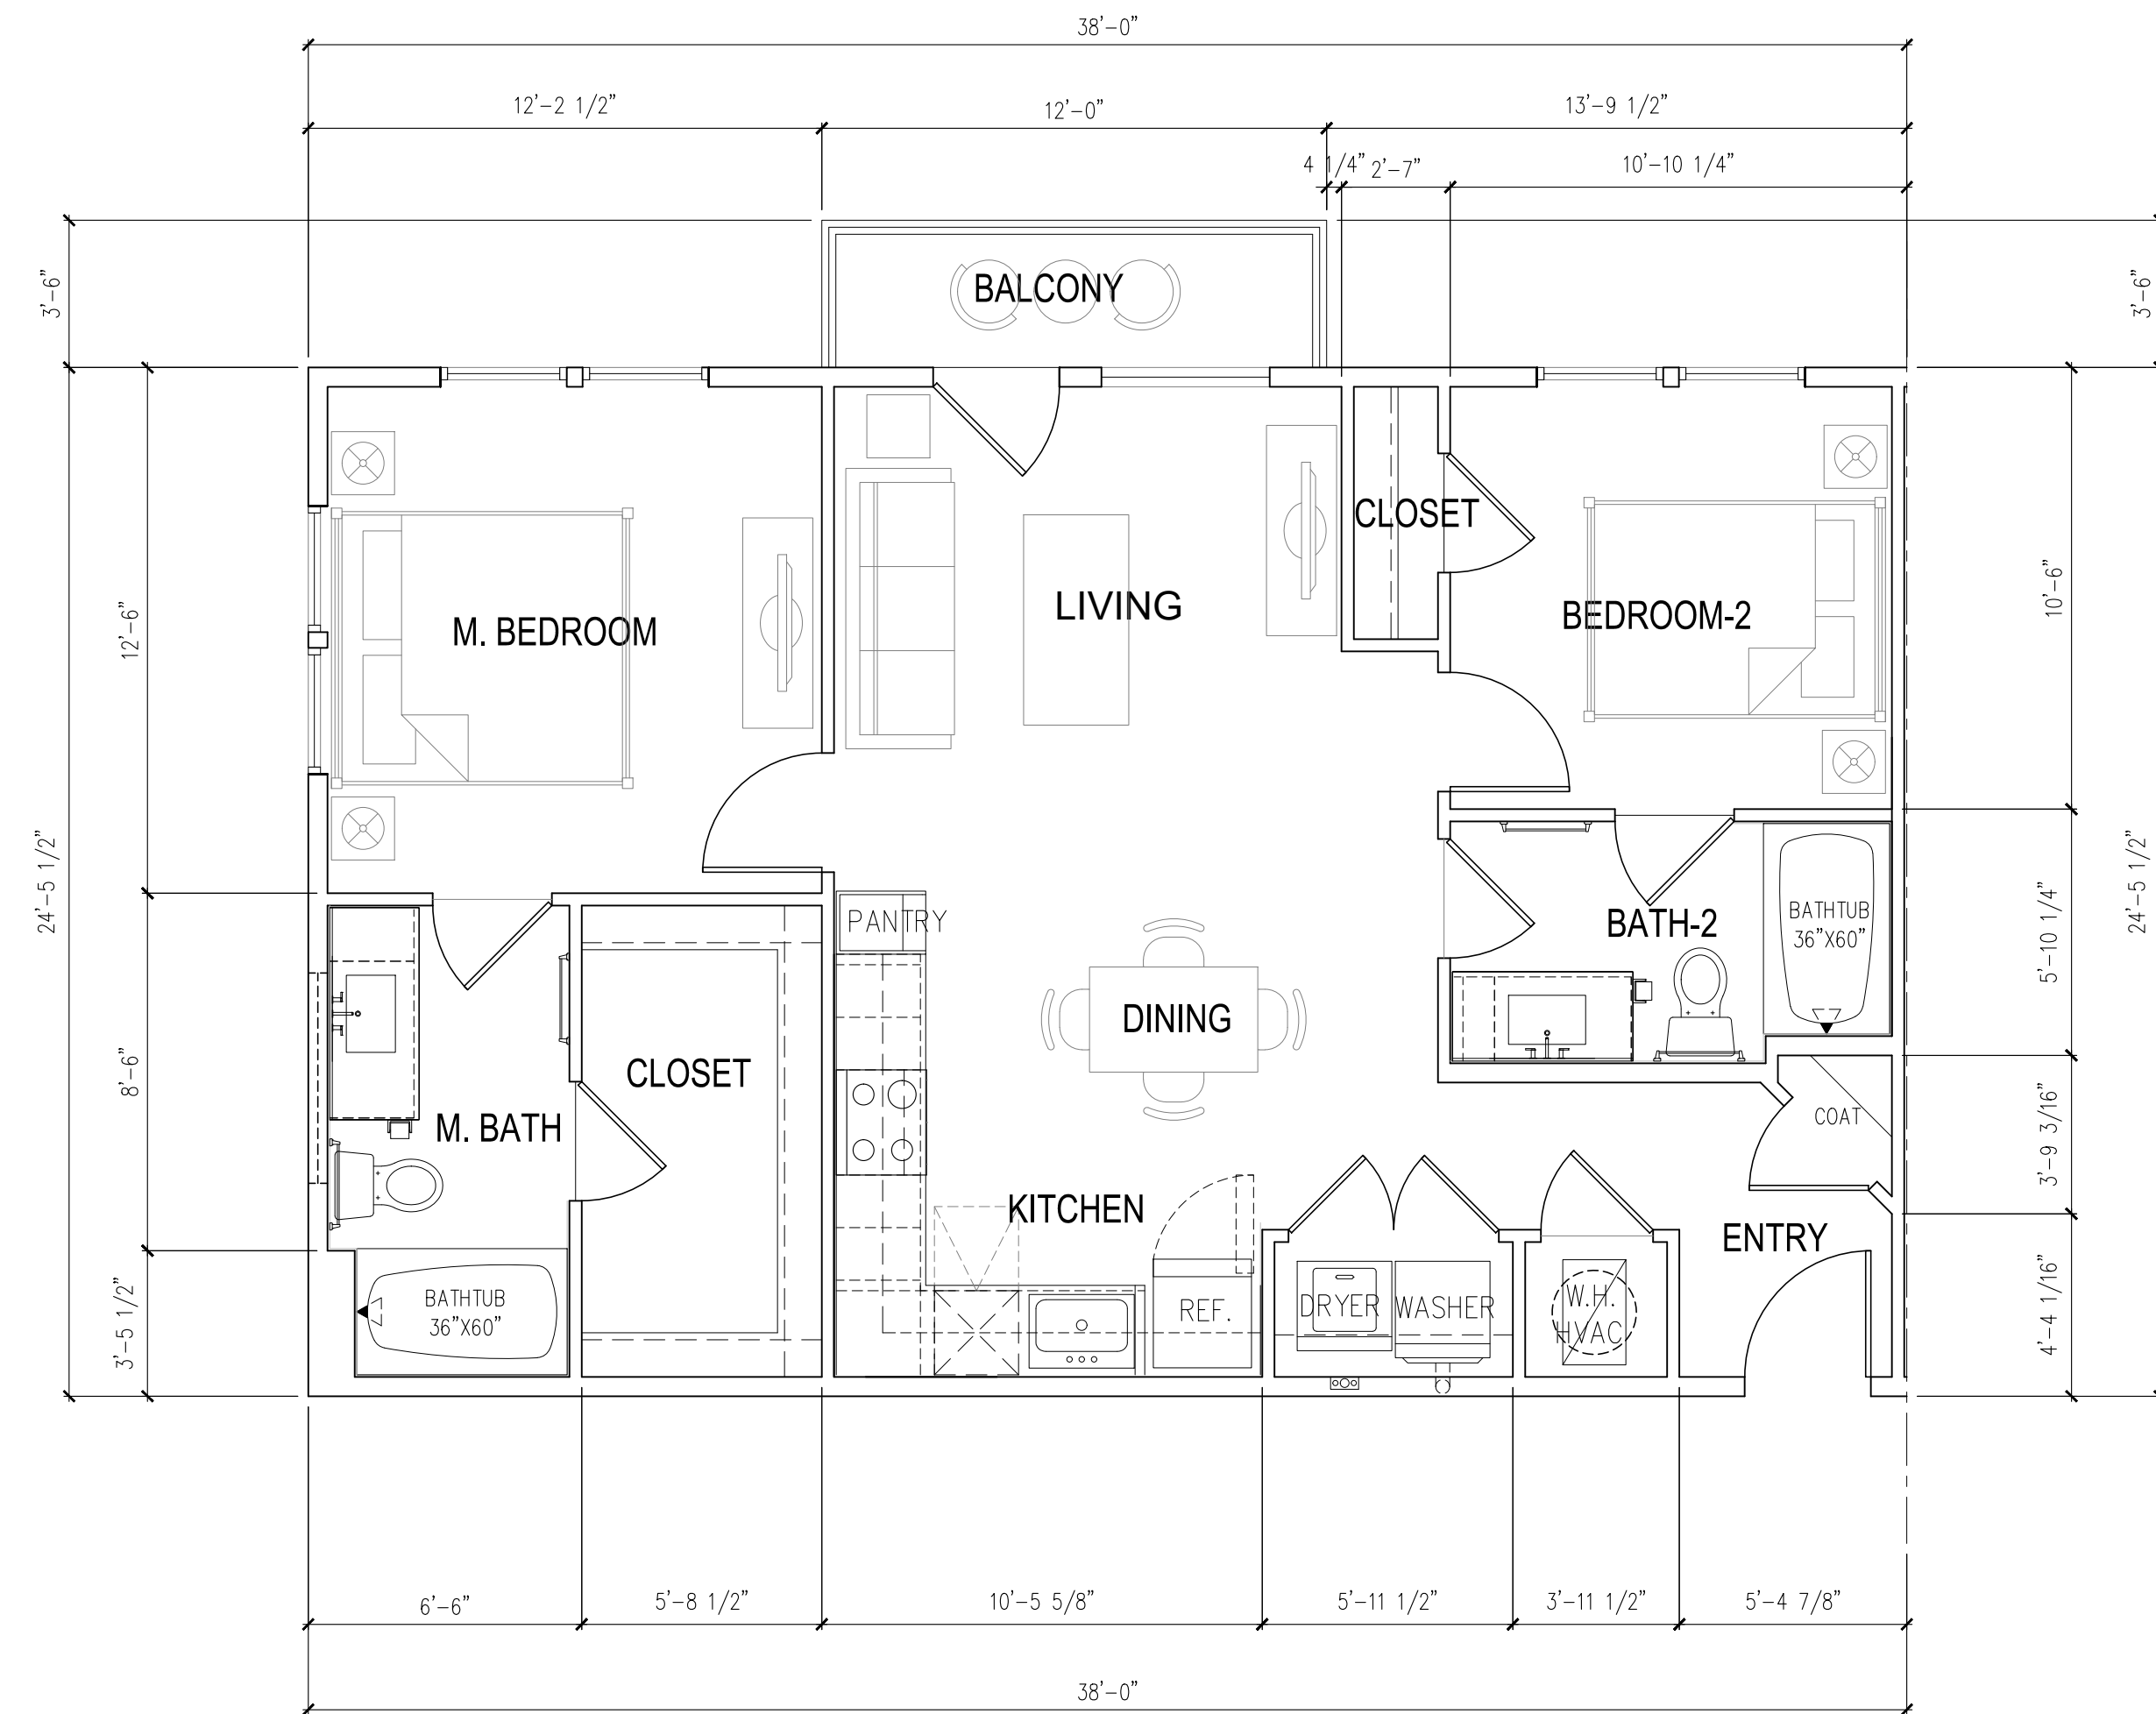 38'-0"
12'-2 1/2"
12'-0"
13'-9 1/2"
4 1/4"
2'-7"
10'-10 1/4"
3'-6"
BALCONY
3'-6"
CLOSET
LIVING
M. BEDROOM
BEDROOM-2
12'-6"
10'-6"
24'-5 1/2"
24'-5 1/2"
PANTRY
BATH-2
BATHTUB
36"X60"
5'-10 1/4"
DINING
CLOSET
8'-6"
M. BATH
COAT
3'-9 3/16"
KITCHEN
ENTRY
BATHTUB
36"X60"
REF.
DRYER
WASHER
W.H.
HVAC
3'-5 1/2"
4'-4 1/16"
6'-6"
5'-8 1/2"
10'-5 5/8"
5'-11 1/2"
3'-11 1/2"
5'-4 7/8"
38'-0"